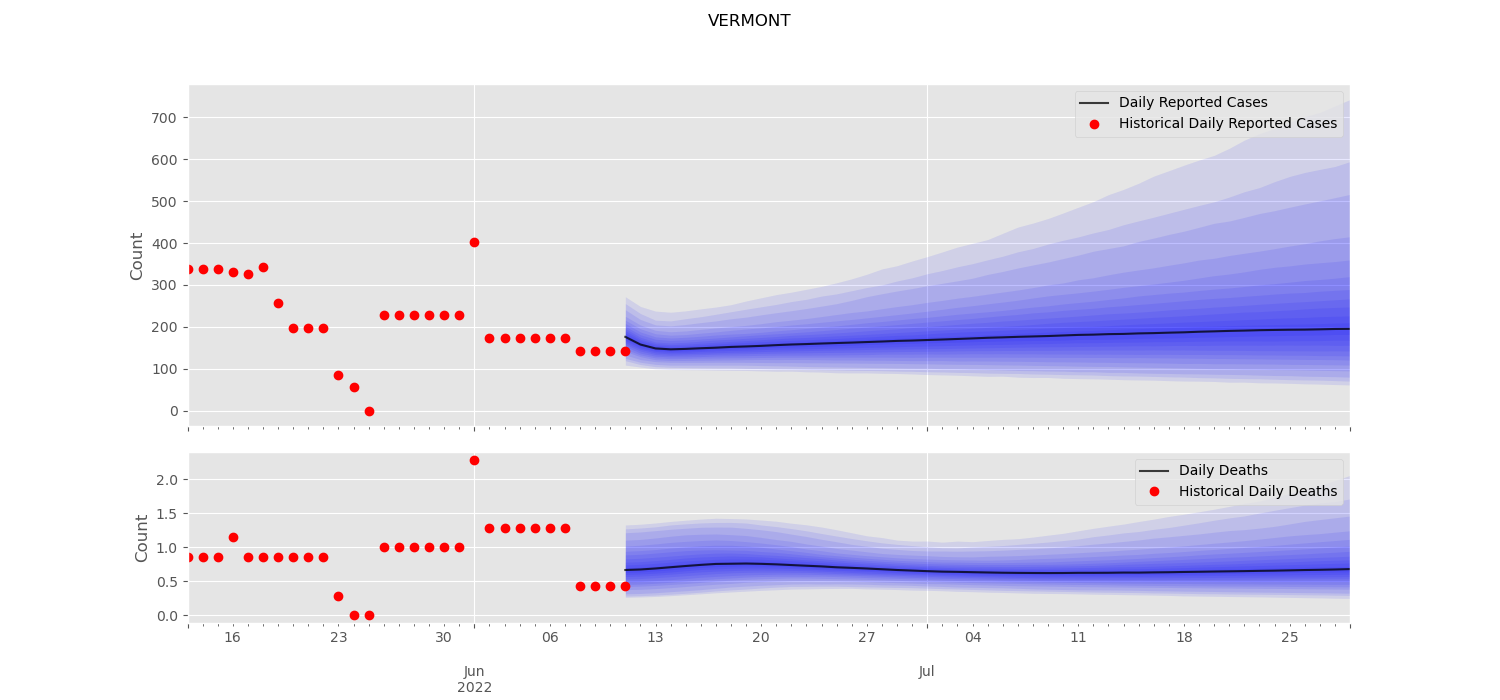 VERMONT
Daily Reported Cases
Historical Daily Reported Cases
Count
700
600
500
400
300
200
100
0
Daily Deaths
Historical Daily Deaths
Count
2.0
1.5
1.0
0.5
0.0
16 23 30 06 13 20 27 04 11 18 25
Jun Jul
2022